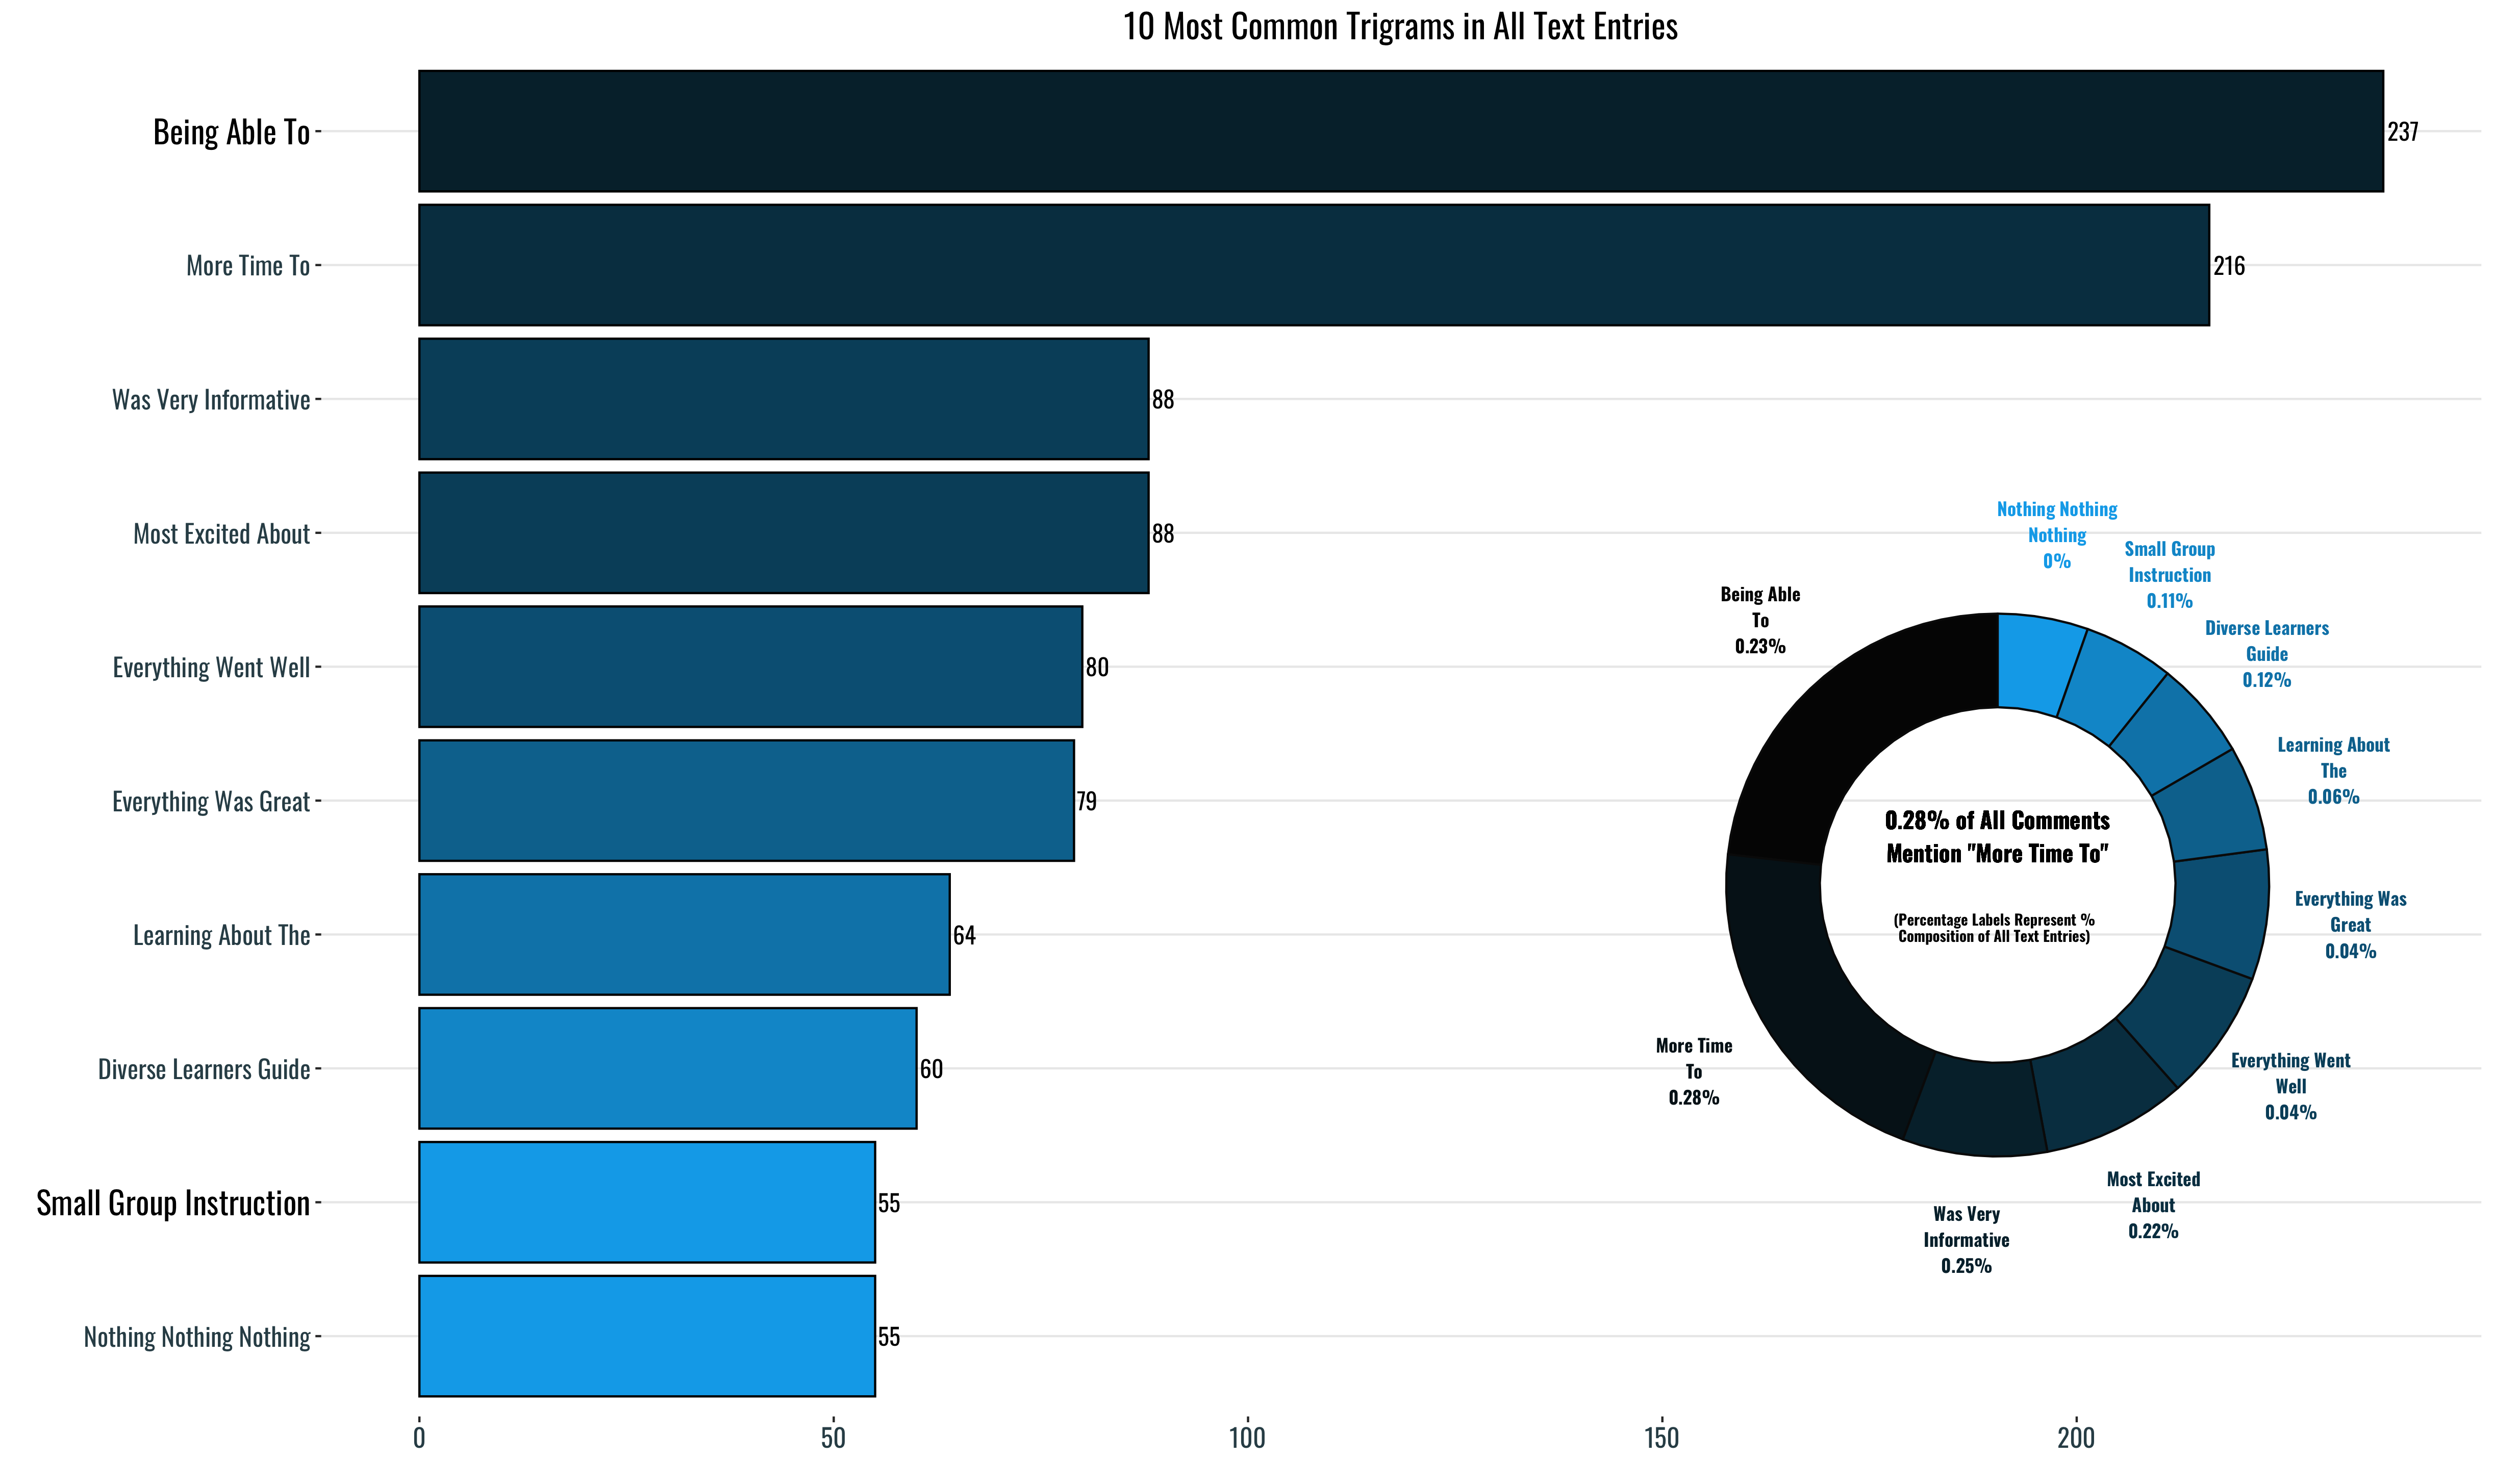 10 Most Common Trigrams in All Text Entries
Being Able To
237
More Time To
216
Was Very Informative
88
Most Excited About
88
Everything Went Well
80
Everything Was Great
79
Learning About The
64
Diverse Learners Guide
60
Small Group Instruction
55
Nothing Nothing Nothing
55
0
50
100
150
200
Nothing Nothing
Nothing
0%
Small Group
Instruction
0.11%
Diverse Learners
Guide
0.12%
Learning About
The
0.06%
Everything Was
Great
0.04%
Everything Went
Well
0.04%
Most Excited
About
0.22%
Was Very
Informative
0.25%
More Time
To
0.28%
Being Able
To
0.23%
0.28% of All Comments
Mention "More Time To"
(Percentage Labels Represent %
Composition of All Text Entries)